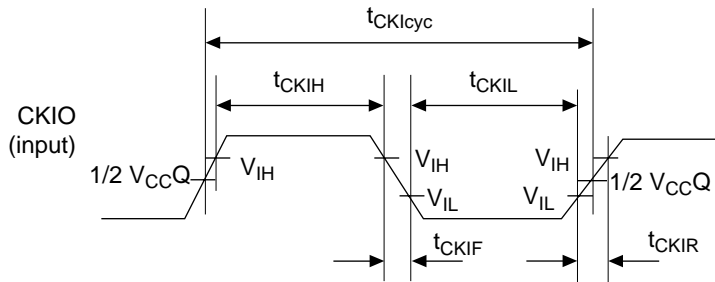 tCKIcyc
tCKIH
tCKIL
CKIO
(input)
1/2 VCCQ
VIH
VIH
VIL
VIH
VIL
1/2 VCCQ
tCKIF
tCKIR